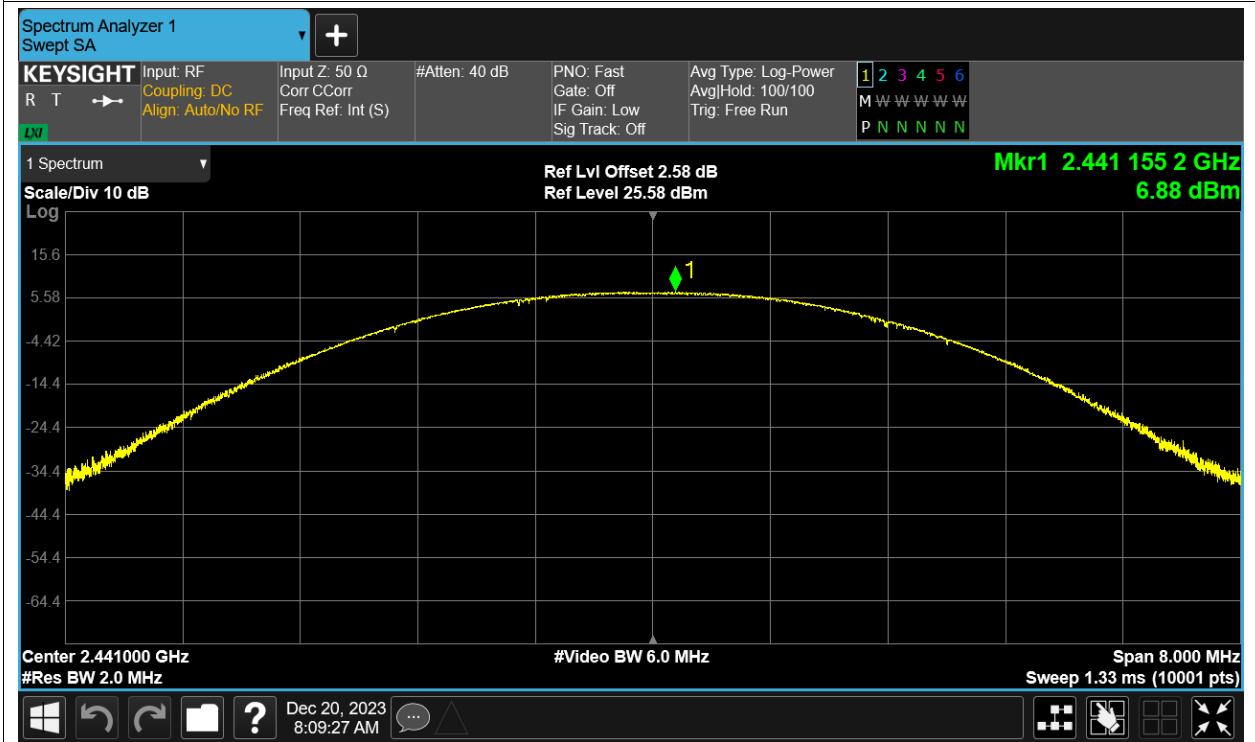 Spectrum Analyzer 1
Swept SA
+
KEYSIGHT
R T
LXI
Input: RF
Coupling: DC
Align: Auto/No RF
Input Z: 50 Ω
Corr CCorr
Freq Ref: Int (S)
#Atten: 40 dB
PNO: Fast
Gate: Off
IF Gain: Low
Sig Track: Off
Avg Type: Log-Power
Avg|Hold: 100/100
Trig: Free Run
1 2 3 4 5 6
M W W W W W
P N N N N N
1 Spectrum
Scale/Div 10 dB
Log
Ref Lvl Offset 2.58 dB
Ref Level 25.58 dBm
Mkr1 2.441 155 2 GHz
6.88 dBm
15.6
1
5.58
-4.42
-14.4
-24.4
-34.4
-44.4
-54.4
-64.4
Center 2.441000 GHz
#Res BW 2.0 MHz
#Video BW 6.0 MHz
Span 8.000 MHz
Sweep 1.33 ms (10001 pts)
?
Dec 20, 2023
8:09:27 AM